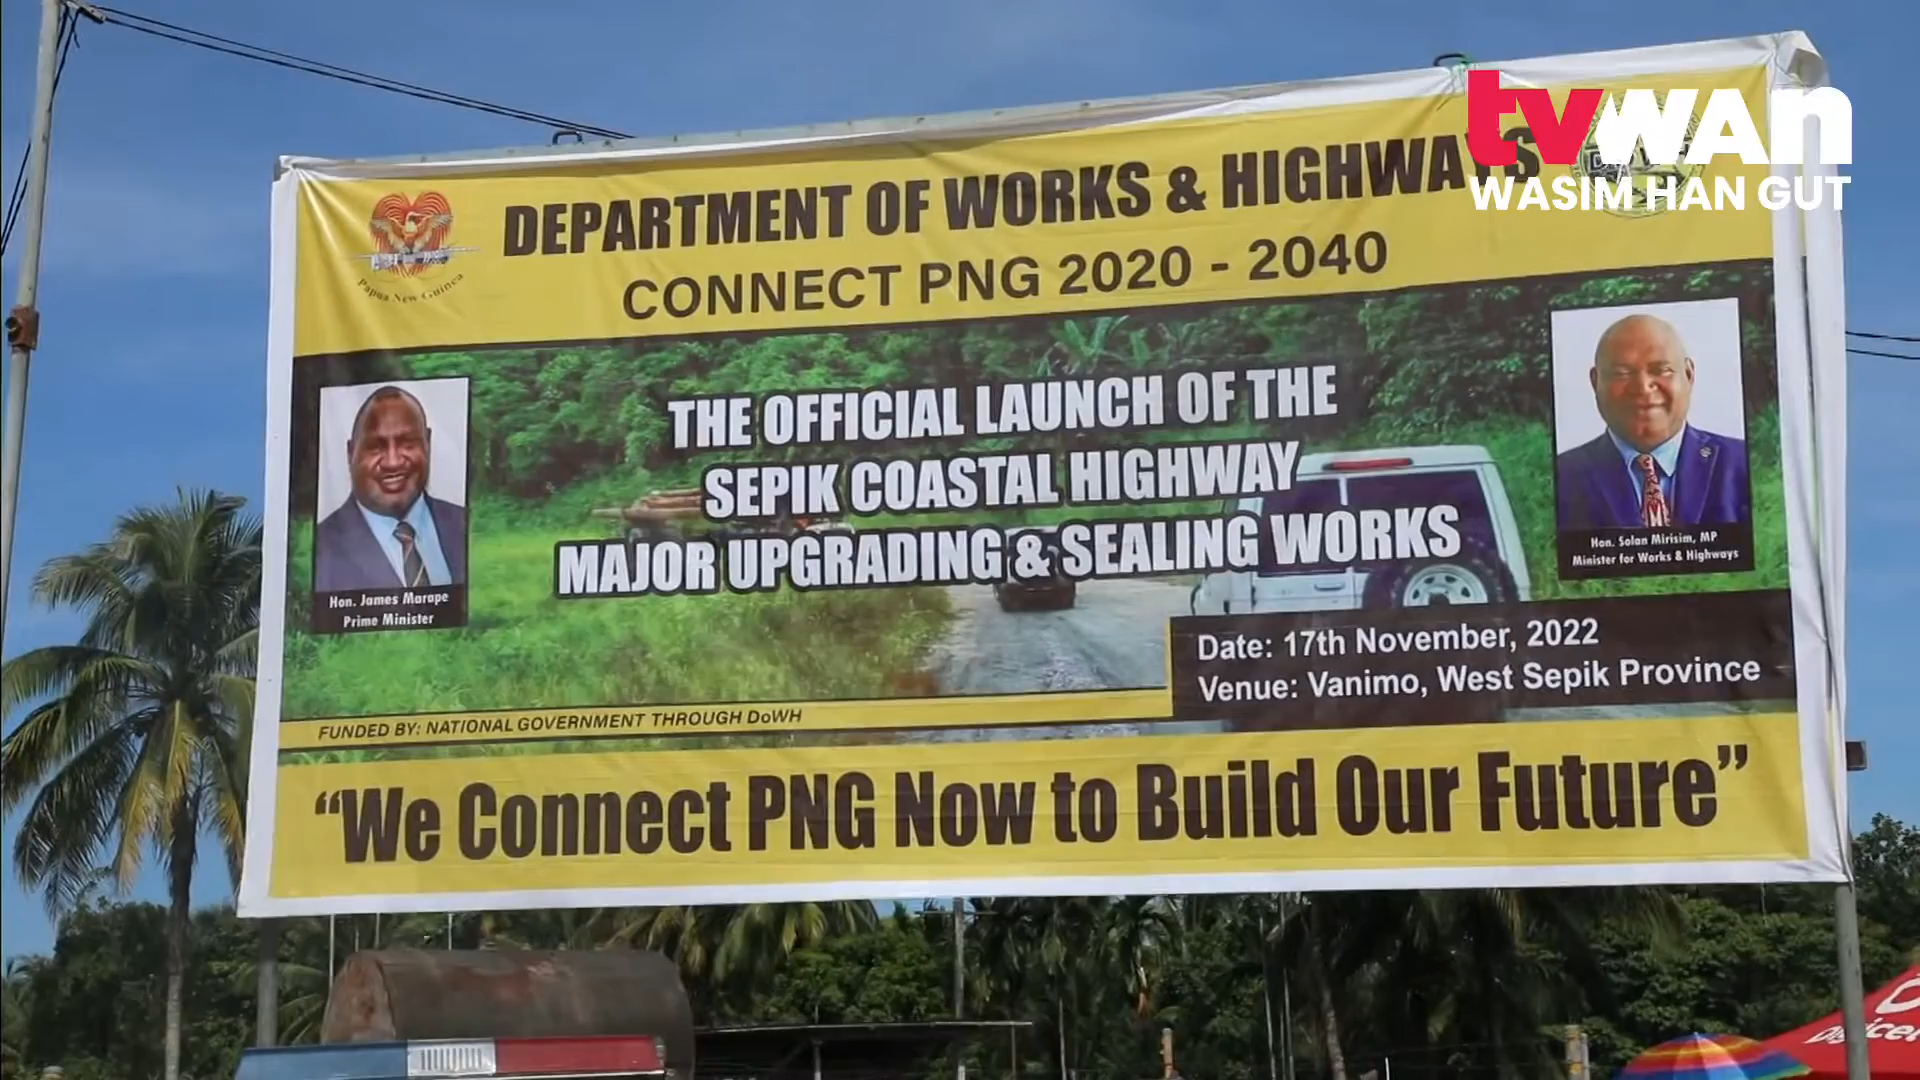 tvwan
WASIM HAN GUT
DEPARTMENT OF WORKS & HIGHWAYS
CONNECT PNG 2020 - 2040
Papua New Guinea
THE OFFICIAL LAUNCH OF THE
SEPIK COASTAL HIGHWAY
MAJOR UPGRADING & SEALING WORKS
Hon. James Marape
Prime Minister
Hon. Solan Mirisim, MP
Minister for Works & Highways
Date: 17th November, 2022
Venue: Vanimo, West Sepik Province
FUNDED BY: NATIONAL GOVERNMENT THROUGH DoWH
“We Connect PNG Now to Build Our Future”